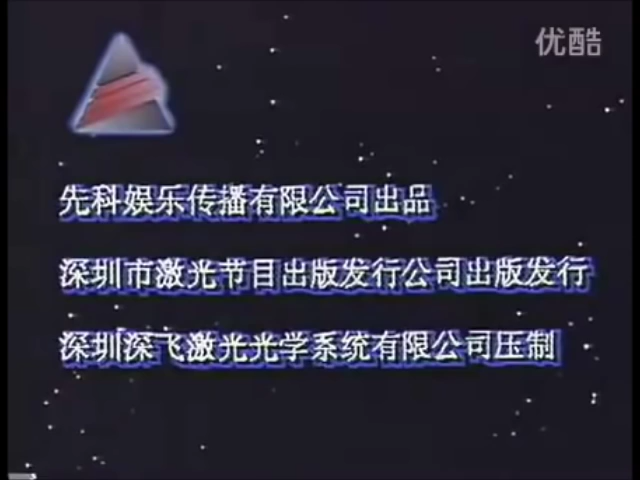 优酷
先科娱乐传播有限公司出品
深圳市激光节目出版发行公司出版发行
深圳深飞激光光学系统有限公司压制